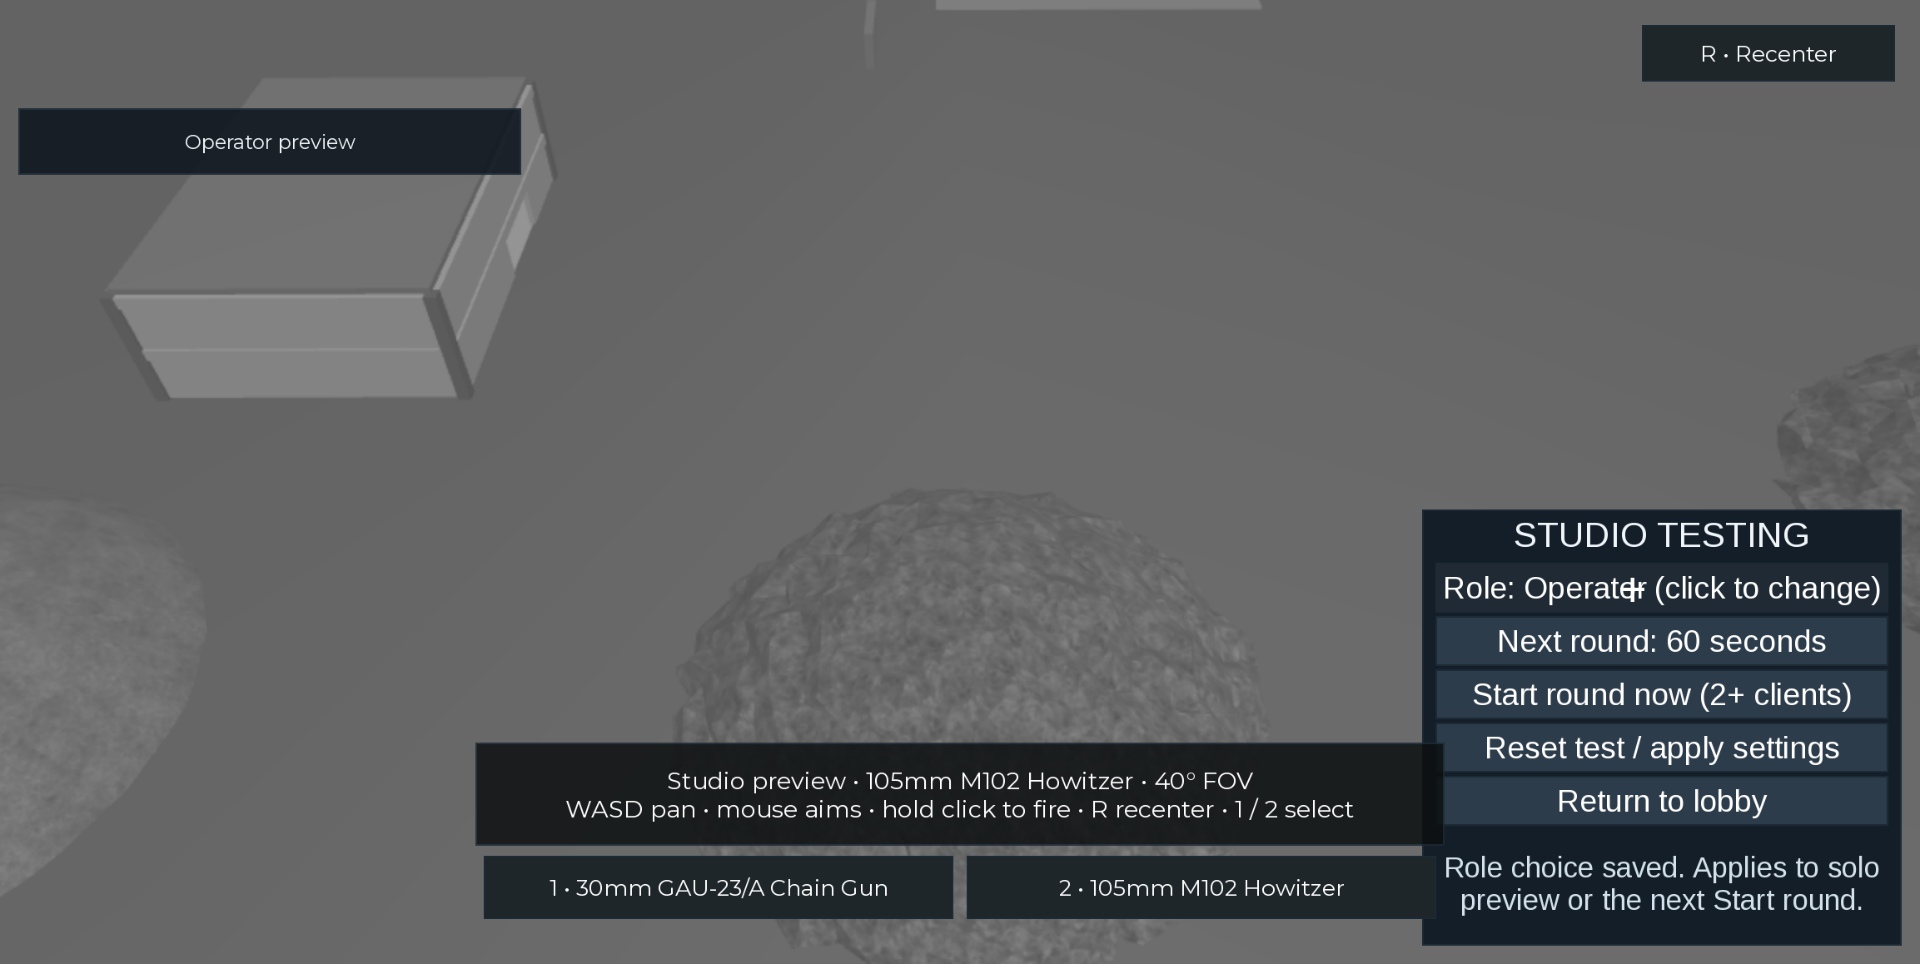 R • Recenter
Operator preview
STUDIO TESTING
Role: Operator (click to change)
Next round: 60 seconds
Start round now (2+ clients)
Reset test / apply settings
Return to lobby
Role choice saved. Applies to solo
preview or the next Start round.
Studio preview • 105mm M102 Howitzer • 40° FOV
WASD pan • mouse aims • hold click to fire • R recenter • 1 / 2 select
1 • 30mm GAU-23/A Chain Gun
2 • 105mm M102 Howitzer